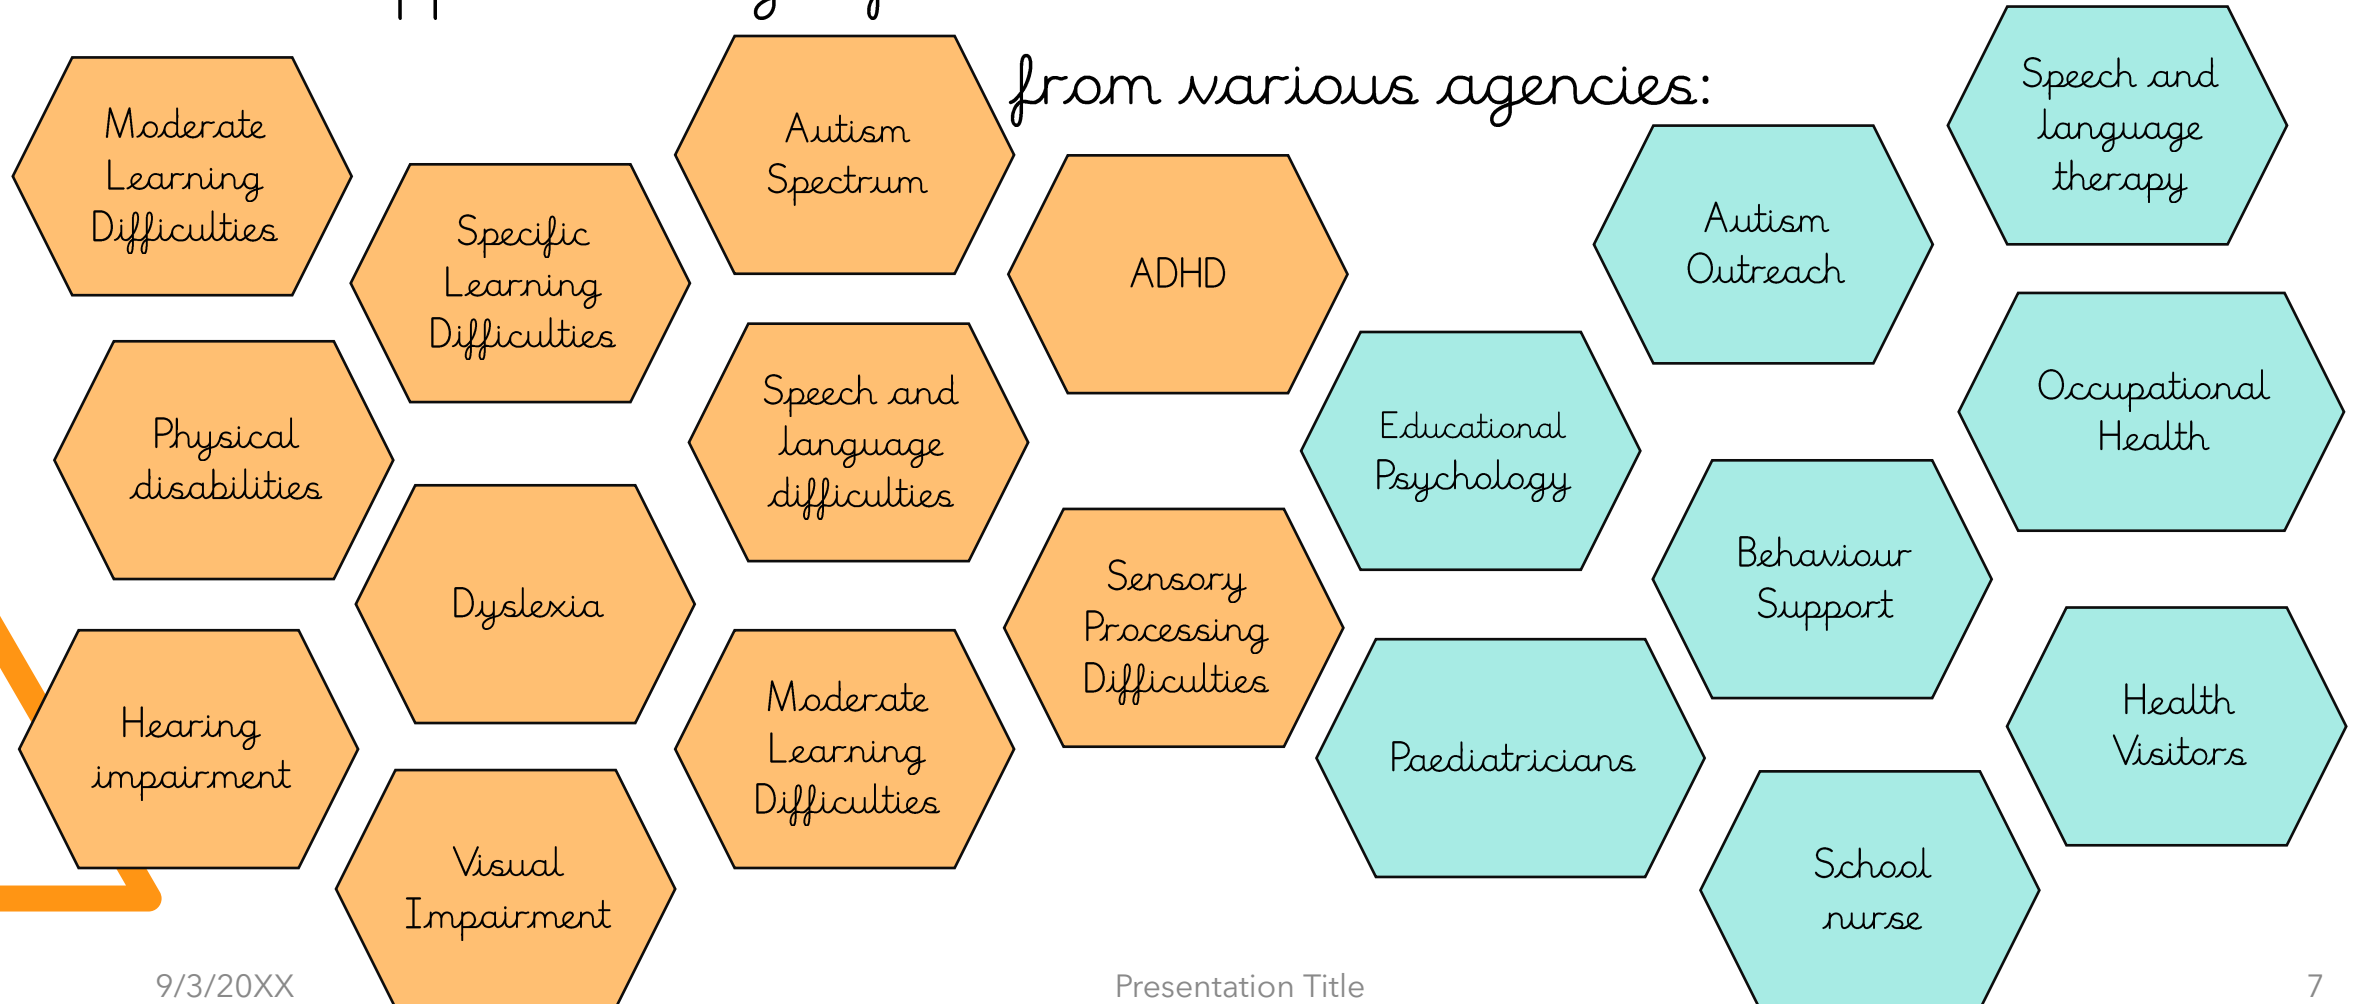 from various agencies:
Moderate
Learning
Difficulties
Specific
Learning
Difficulties
Autism
Spectrum
ADHD
Physical
disabilities
Dyslexia
Speech and
language
difficulties
Sensory
Processing
Difficulties
Hearing
impairment
Visual
Impairment
Moderate
Learning
Difficulties
Speech and
language
therapy
Autism
Outreach
Educational
Psychology
Occupational
Health
Behaviour
Support
Paediatricians
Health
Visitors
School
nurse
9/3/20XX
Presentation Title
7